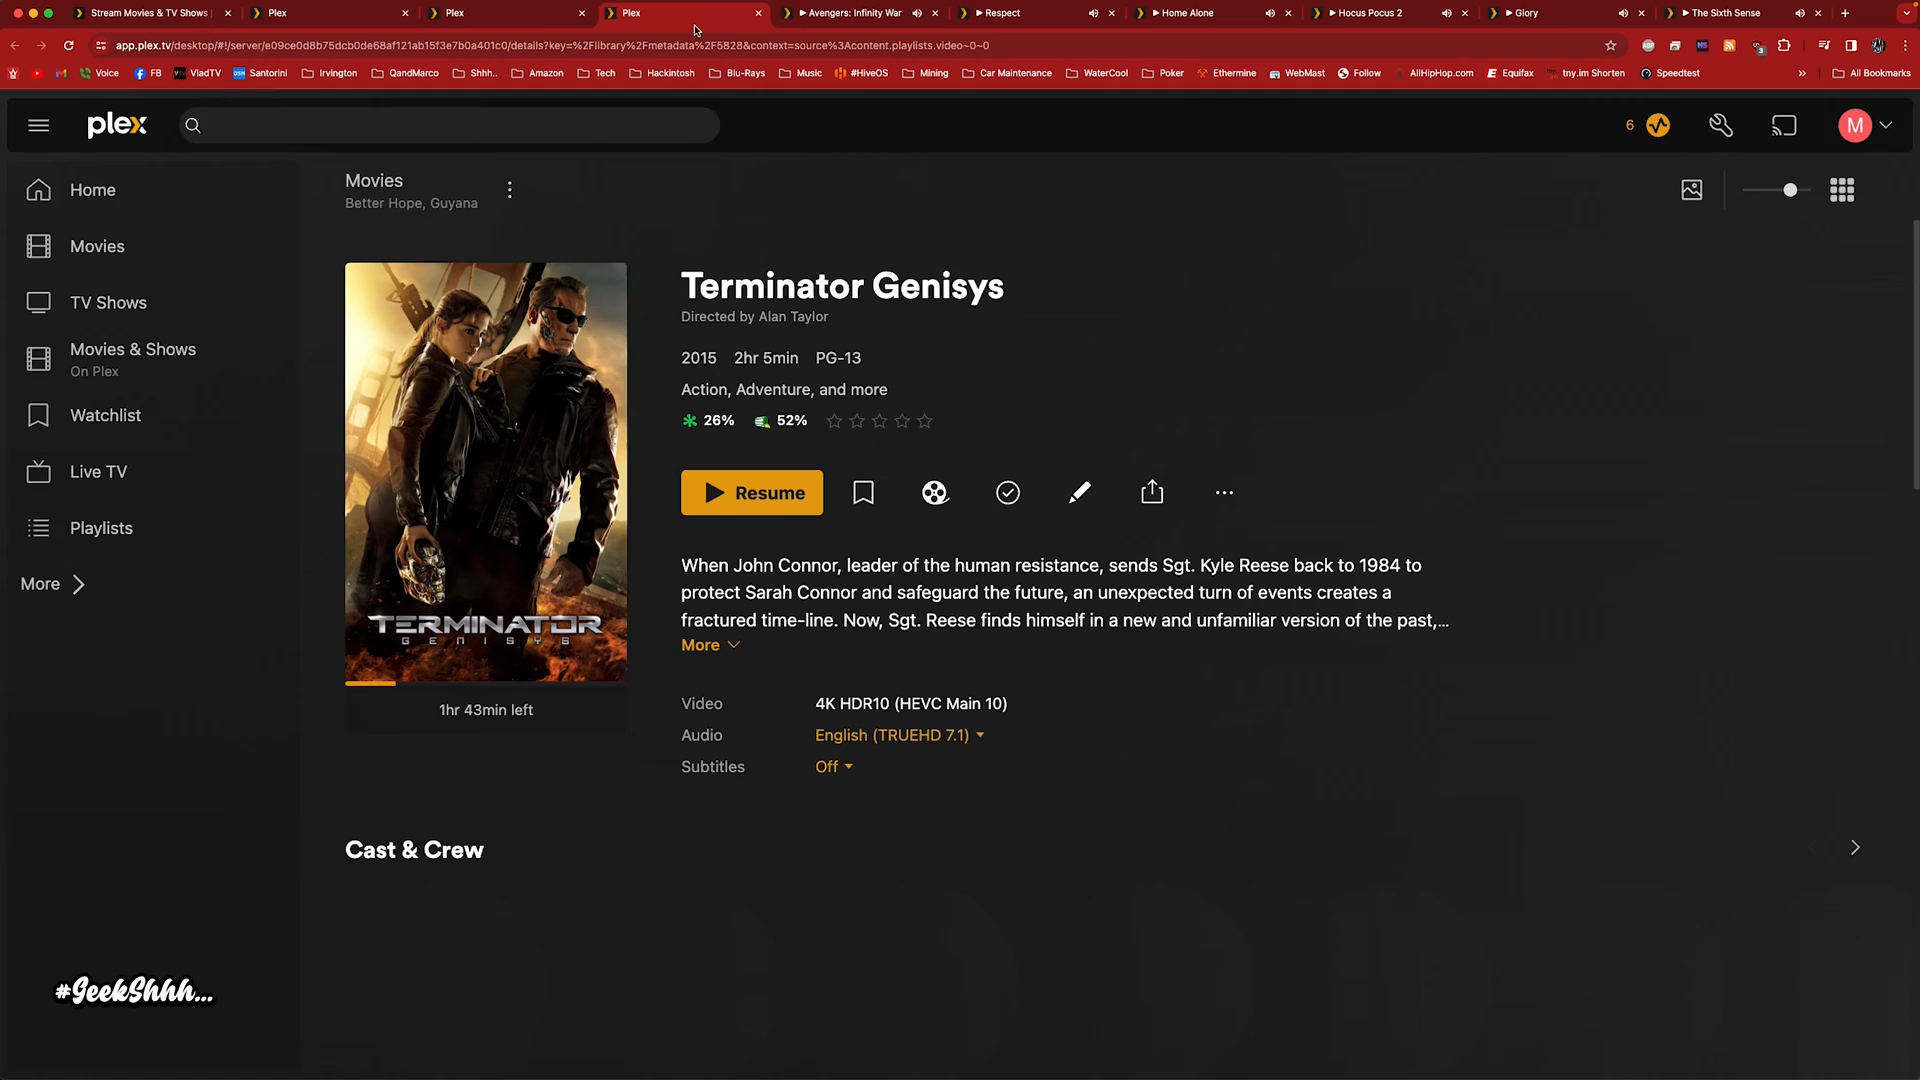 Stream Movies & TV Shows
Plex
Plex
Plex
Avengers: Infinity War
Respect
Home Alone
Hocus Pocus 2
Glory
The Sixth Sense
app.plex.tv/desktop/#!/server/e09ce0d8b75dcb0de68af121ab15f3e7b0a401c0/details?key=%2Flibrary%2Fmetadata%2F5828&context=source%3Acontent.playlists.video~0~0
Voice
FB
VladTV
Santorini
Irvington
QandMarco
Shhh..
Amazon
Tech
Hackintosh
Blu-Rays
Music
#HiveOS
Mining
Car Maintenance
WaterCool
Poker
Ethermine
WebMast
Follow
AllHipHop.com
Equifax
tny.im Shorten
Speedtest
All Bookmarks
plex
6
M
Home
Movies
TV Shows
Movies & Shows
On Plex
Watchlist
Live TV
Playlists
More
Movies
Better Hope, Guyana
TERMINATOR
GENISYS
1hr 43min left
Terminator Genisys
Directed by Alan Taylor
2015 2hr 5min PG-13
Action, Adventure, and more
26% 52%
Resume
When John Connor, leader of the human resistance, sends Sgt. Kyle Reese back to 1984 to
protect Sarah Connor and safeguard the future, an unexpected turn of events creates a
fractured time-line. Now, Sgt. Reese finds himself in a new and unfamiliar version of the past,...
More
Video 4K HDR10 (HEVC Main 10)
Audio English (TRUEHD 7.1)
Subtitles Off
Cast & Crew
#GeekShhh...